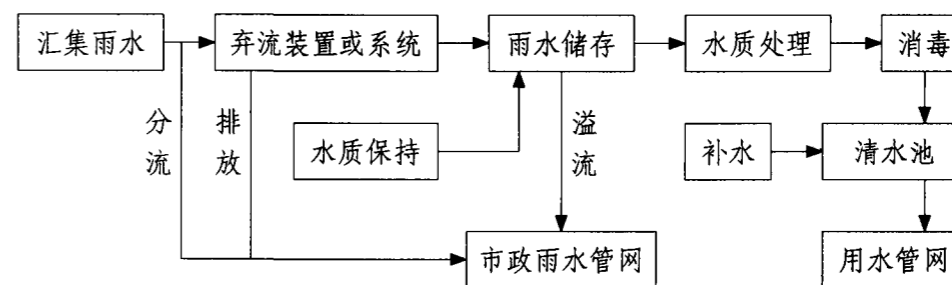 汇集雨水
弃流装置或系统
雨水储存
水质处理
消毒
分流
排放
水质保持
溢流
补水
清水池
市政雨水管网
用水管网